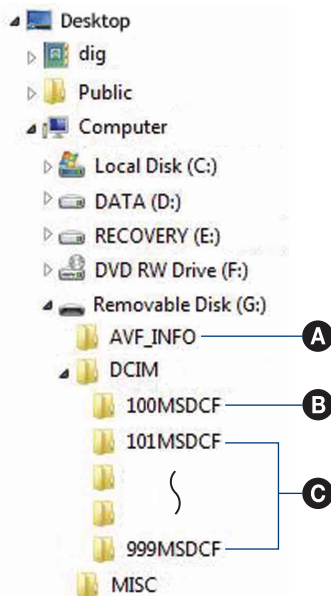 Desktop
dig
Public
Computer
Local Disk (C:)
DATA (D:)
RECOVERY (E:)
DVD RW Drive (F:)
Removable Disk (G:)
AVF_INFO A
DCIM
100MSDCF B
101MSDCF
C
999MSDCF
MISC